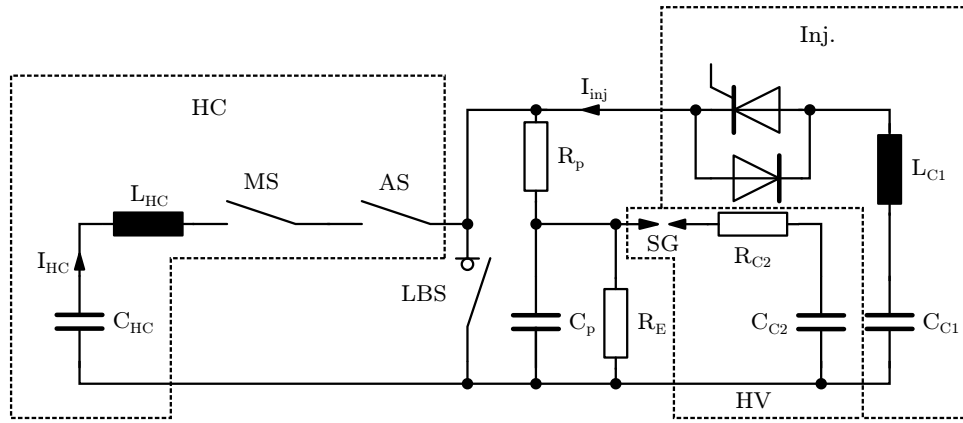 Inj.
HC
I_inj
R_p
L_C1
MS
AS
L_HC
SG
R_C2
I_HC
LBS
C_HC
C_p
R_E
C_C2
C_C1
HV